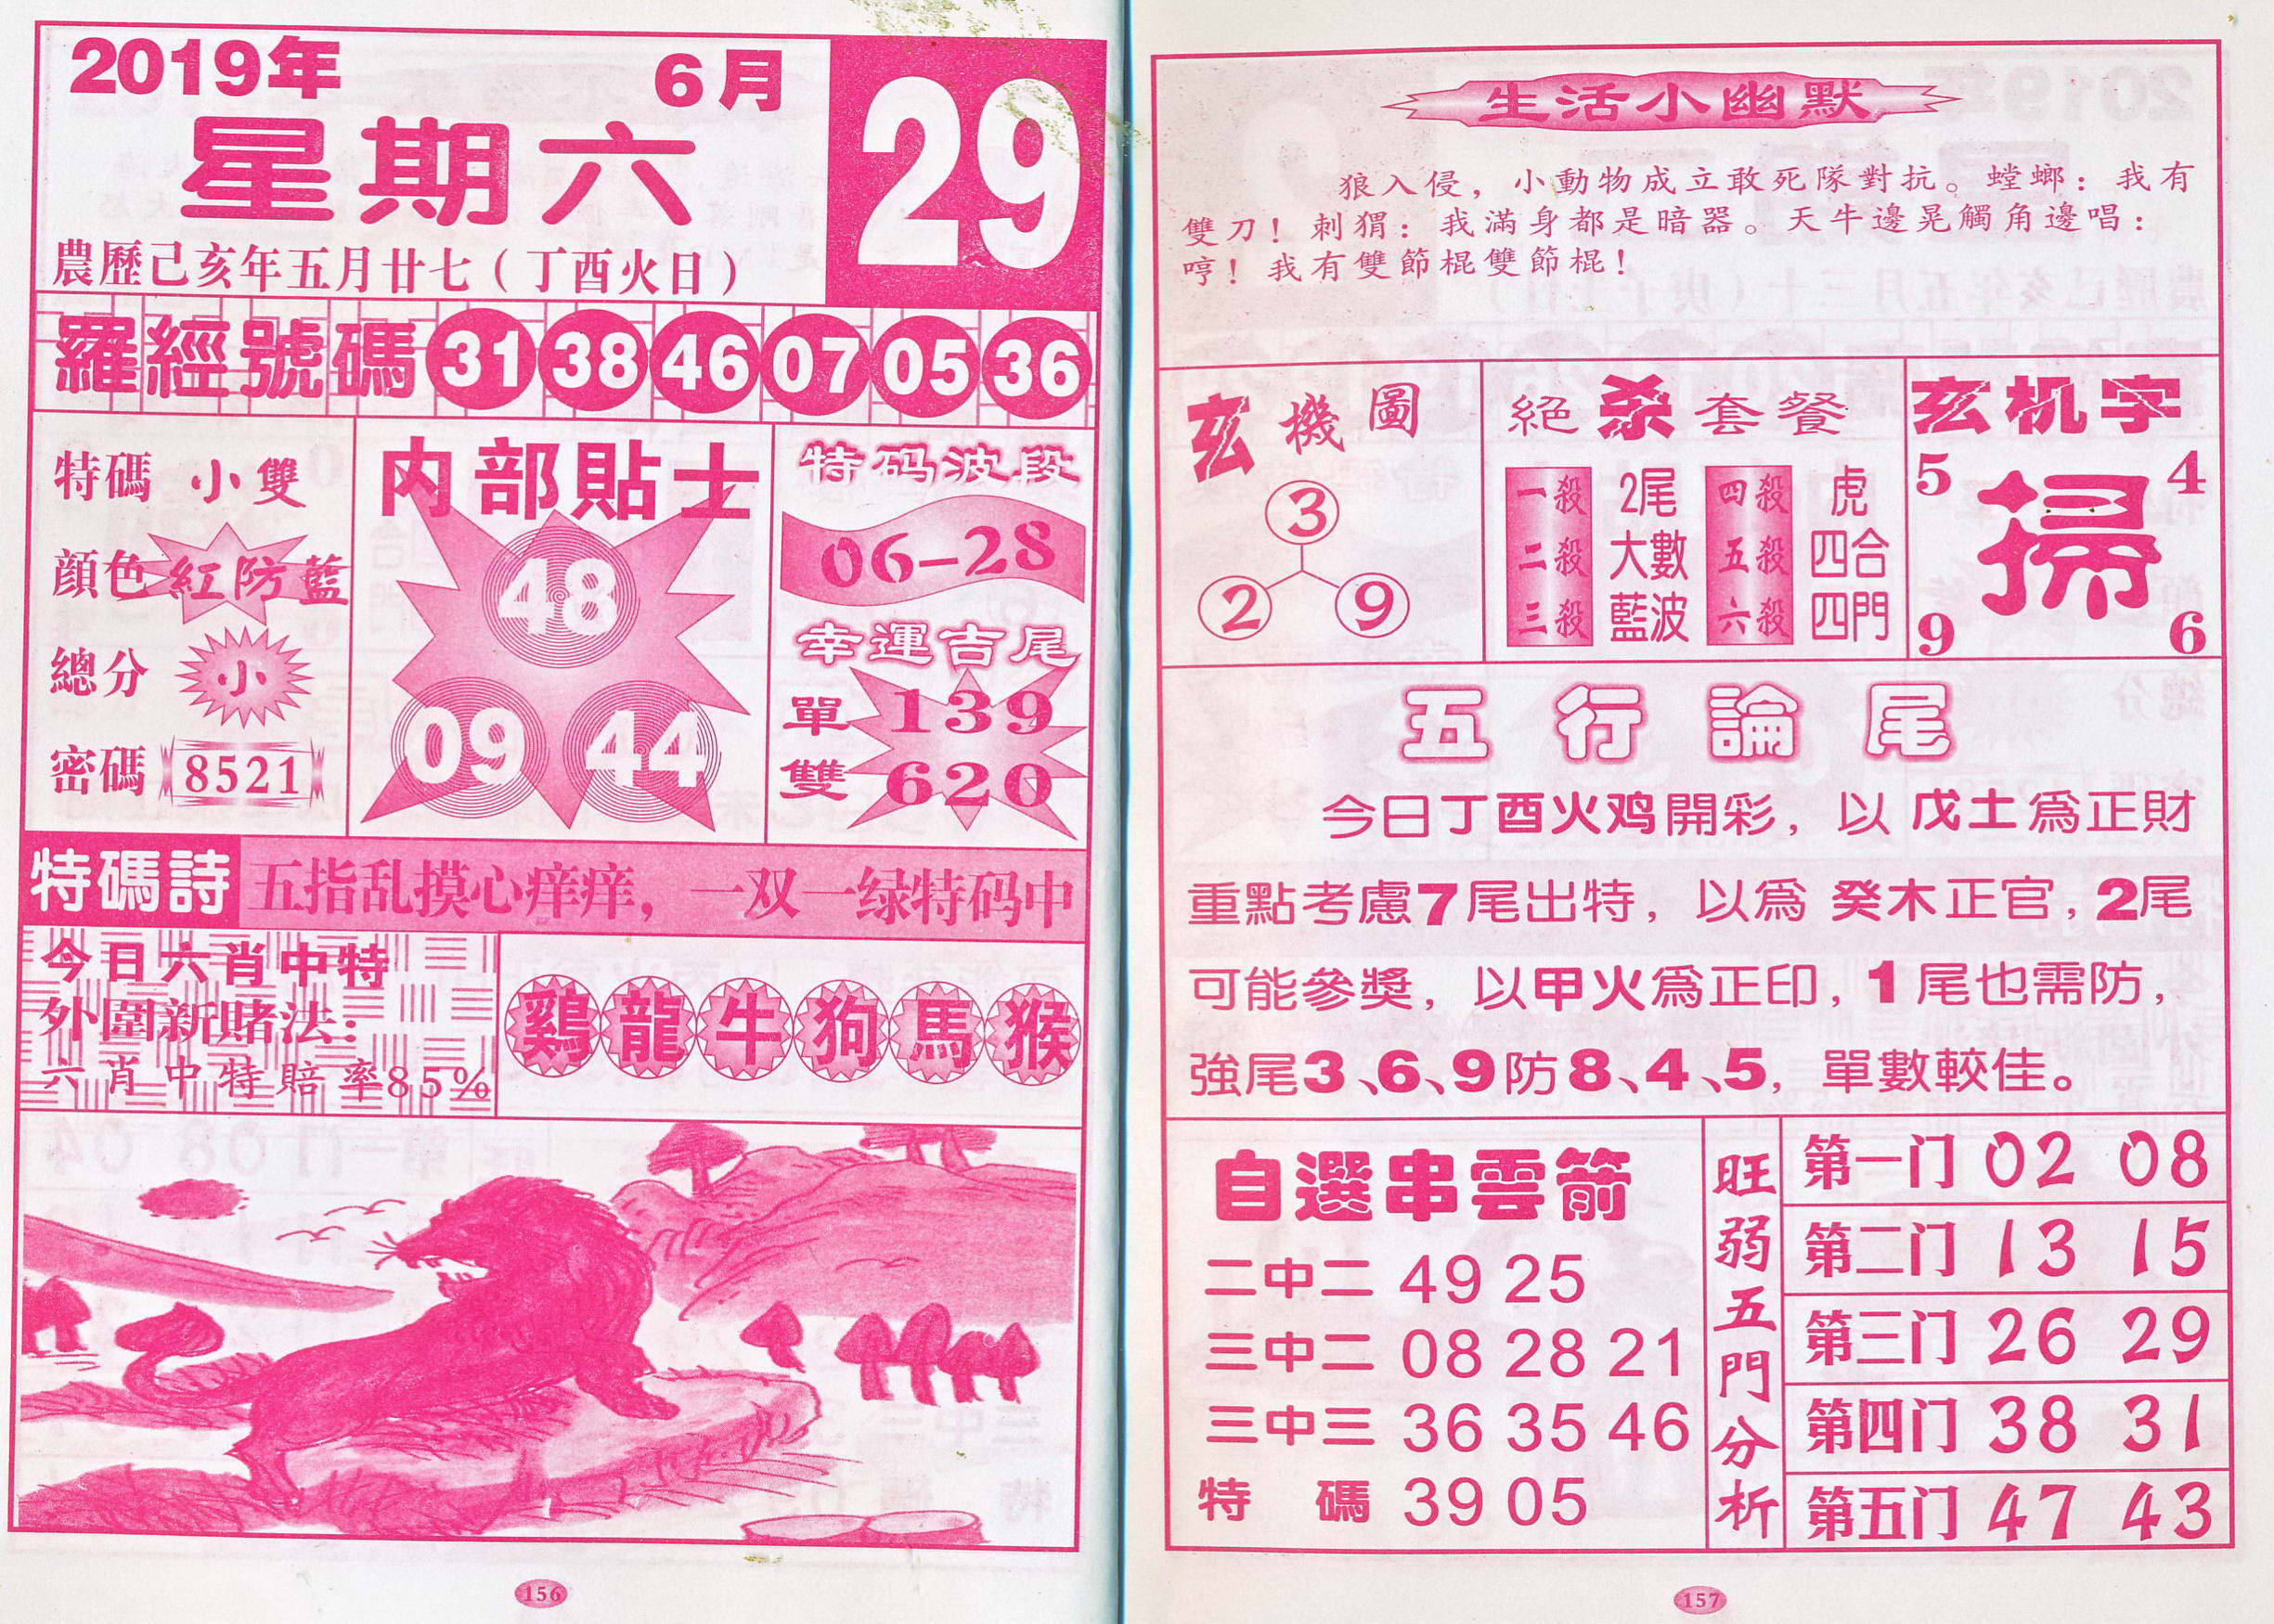 2019年 6月 29
星期六
農歷己亥年五月廿七（丁酉火日）
羅經號碼 31 38 46 07 05 36
特碼 小雙
顔色 紅防藍
總分 小
密碼 8521
内部貼士
48
09 44
特码波段
06–28
幸運吉尾
單 139
雙 620
特碼詩 五指乱摸心痒痒，一双一绿特码中
今日六肖中特
外圍新賭法：
六肖中特賠率85%
鷄 龍 牛 狗 馬 猴
156
生活小幽默
狼入侵，小動物成立敢死隊對抗。螳螂：我有
雙刀！刺猬：我滿身都是暗器。天牛邊晃觸角邊唱：
哼！我有雙節棍雙節棍！
玄機圖
3
2 9
絕杀套餐
一殺 2尾 四殺 虎
二殺 大數 五殺 四合
三殺 藍波 六殺 四門
玄机字
5 4
掃
9 6
五行論尾
今日丁酉火鸡開彩，以戊土爲正財
重點考慮7尾出特，以爲癸木正官，2尾
可能參獎，以甲火爲正印，1尾也需防，
強尾3、6、9防8、4、5，單數較佳。
自選串雲箭
二中二 49 25
三中二 08 28 21
三中三 36 35 46
特碼 39 05
旺弱五門分析
第一门 02 08
第二门 13 15
第三门 26 29
第四门 38 31
第五门 47 43
157